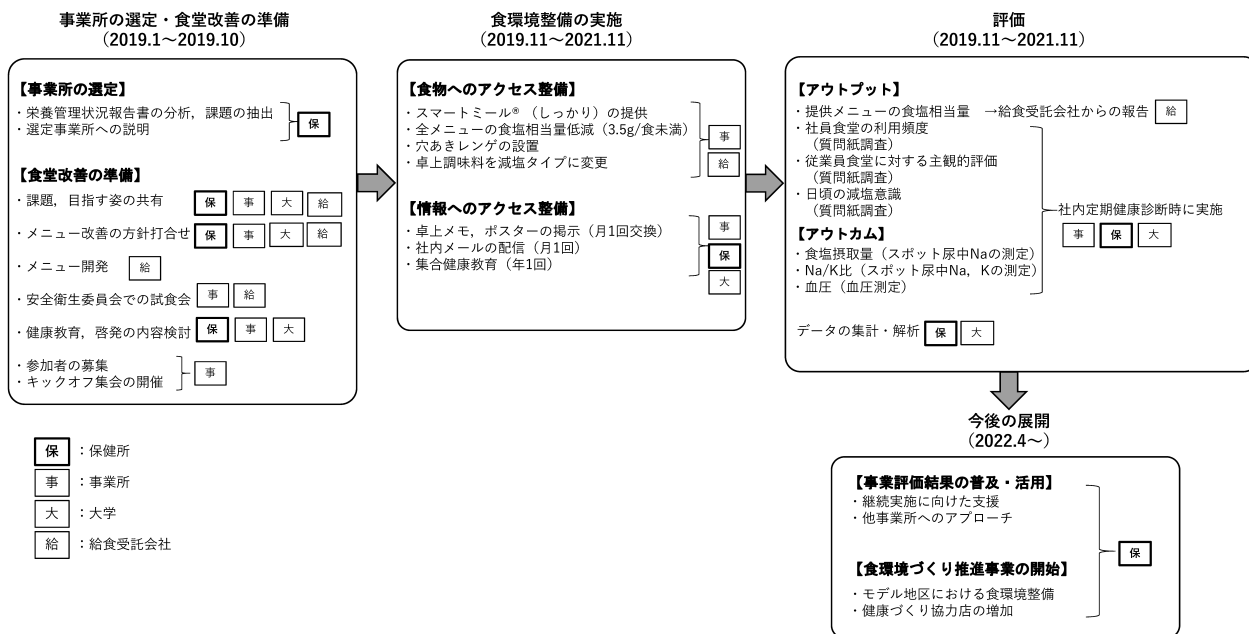 事業所の選定・食堂改善の準備
(2019.1〜2019.10)
【事業所の選定】
・栄養管理状況報告書の分析，課題の抽出
・選定事業所への説明
保
【食堂改善の準備】
・課題，目指す姿の共有 保 事 大 給
・メニュー改善の方針打合せ 保 事 大 給
・メニュー開発 給
・安全衛生委員会での試食会 事 給
・健康教育，啓発の内容検討 保 事 大
・参加者の募集
・キックオフ集会の開催
事
食環境整備の実施
(2019.11〜2021.11)
【食物へのアクセス整備】
・スマートミール®（しっかり）の提供
・全メニューの食塩相当量低減（3.5g/食未満）
・穴あきレンゲの設置
・卓上調味料を減塩タイプに変更
事
給
【情報へのアクセス整備】
・卓上メモ，ポスターの掲示（月1回交換）
・社内メールの配信（月1回）
・集合健康教育（年1回）
事
保
大
評価
(2019.11〜2021.11)
【アウトプット】
・提供メニューの食塩相当量 →給食受託会社からの報告 給
・社員食堂の利用頻度
（質問紙調査）
・従業員食堂に対する主観的評価
（質問紙調査）
・日頃の減塩意識
（質問紙調査）
【アウトカム】
・食塩摂取量（スポット尿中Naの測定）
・Na/K比（スポット尿中Na，Kの測定）
・血圧（血圧測定）
社内定期健康診断時に実施
事 保 大
データの集計・解析 保 大
今後の展開
(2022.4〜)
【事業評価結果の普及・活用】
・継続実施に向けた支援
・他事業所へのアプローチ
【食環境づくり推進事業の開始】
・モデル地区における食環境整備
・健康づくり協力店の増加
保
保 ：保健所
事 ：事業所
大 ：大学
給 ：給食受託会社